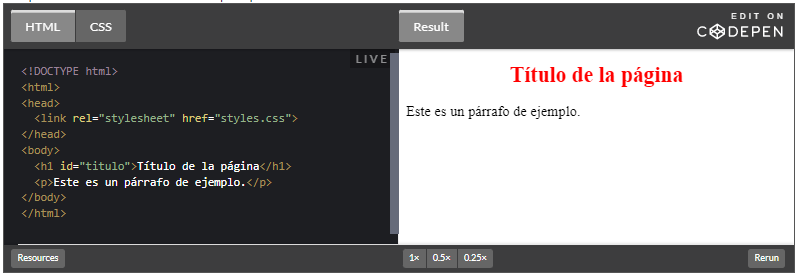 HTML CSS Result EDIT ON
CODEPEN
LIVE
<!DOCTYPE html>
<html>
<head>
<link rel="stylesheet" href="styles.css">
</head>
<body>
<h1 id="titulo">Título de la página</h1>
<p>Este es un párrafo de ejemplo.</p>
</body>
</html>
Título de la página
Este es un párrafo de ejemplo.
Resources 1× 0.5× 0.25× Rerun